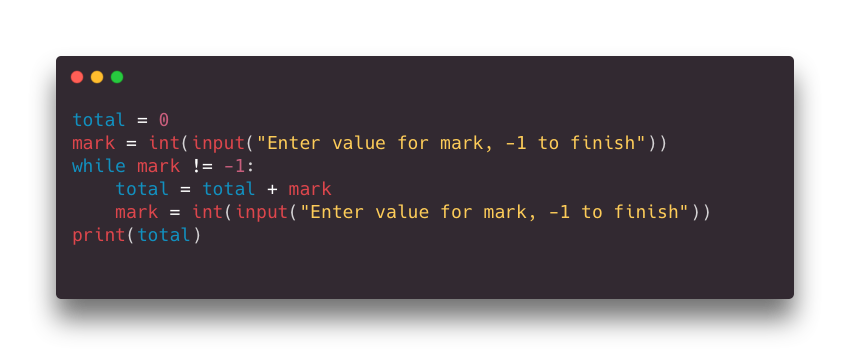 total = 0
mark = int(input("Enter value for mark, -1 to finish"))
while mark != -1:
    total = total + mark
    mark = int(input("Enter value for mark, -1 to finish"))
print(total)